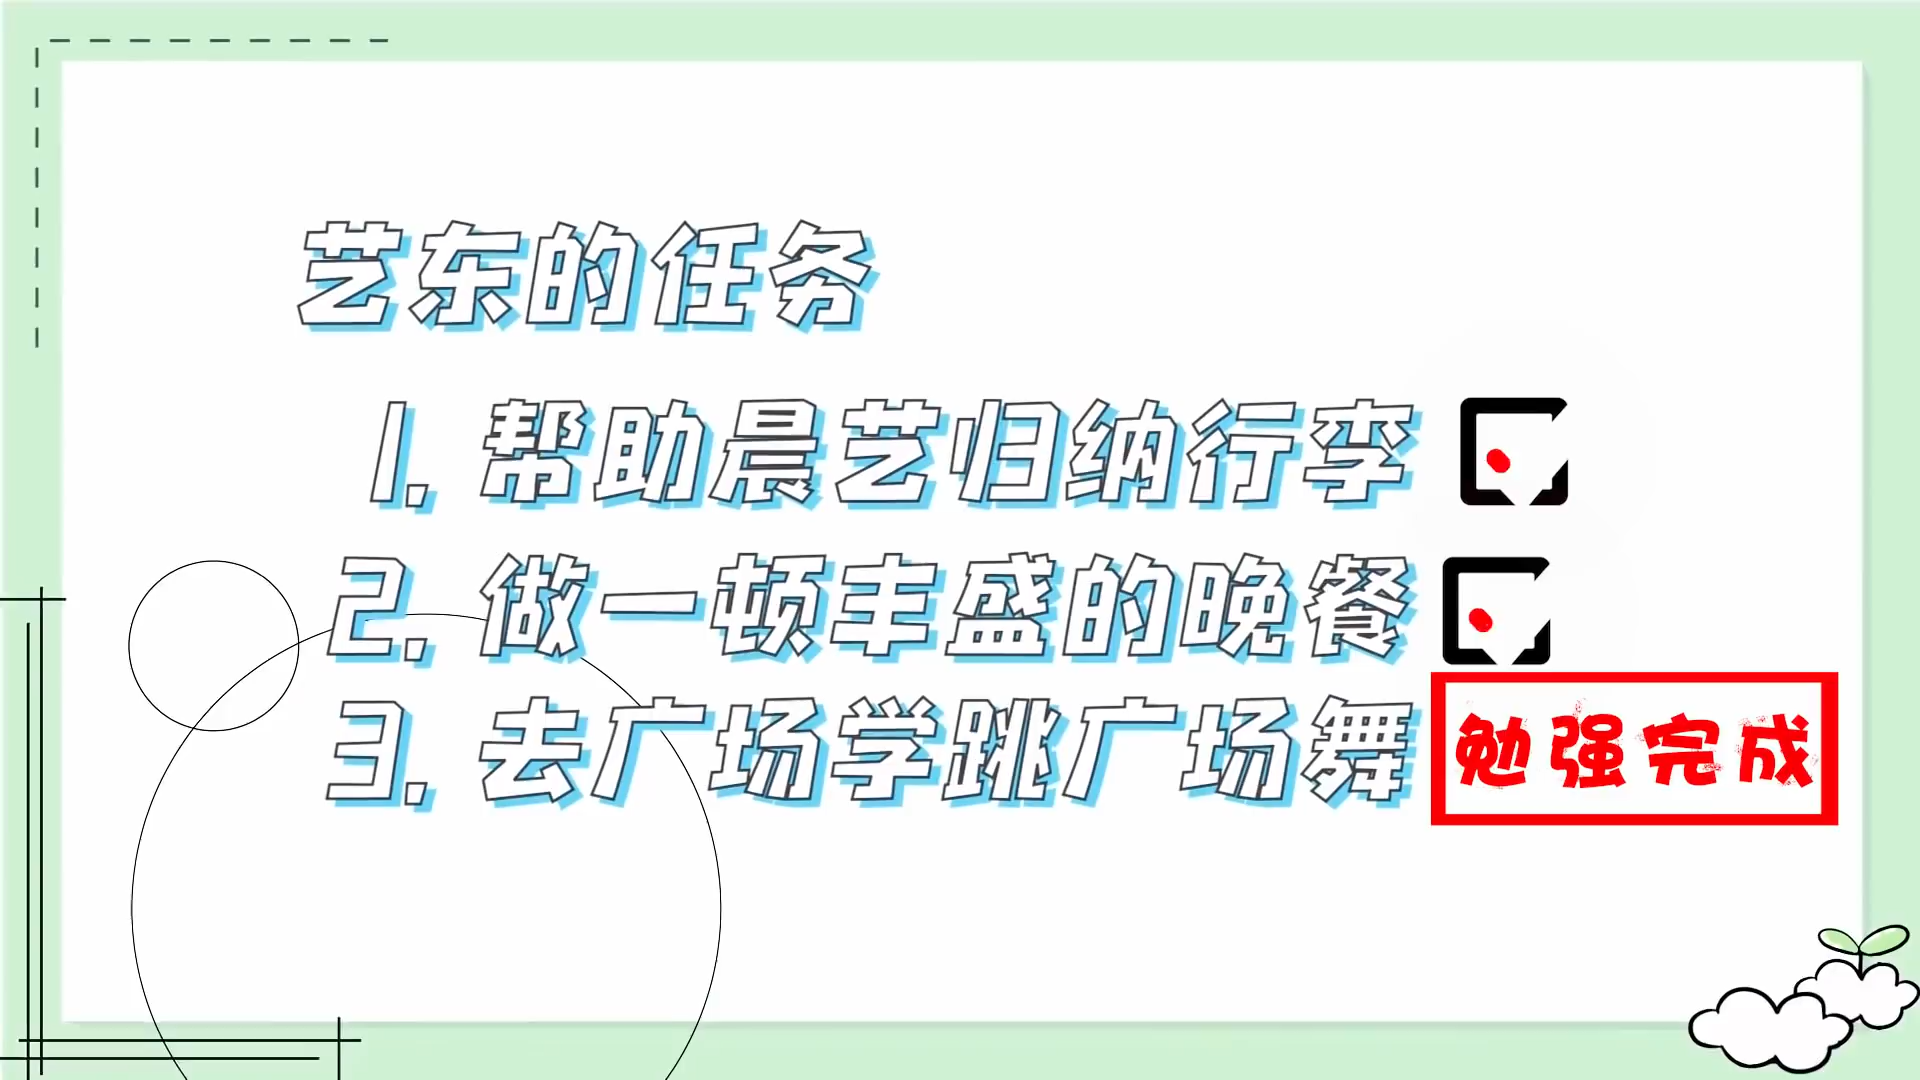 艺东的任务
1. 帮助晨艺归纳行李
2. 做一顿丰盛的晚餐
3. 去广场学跳广场舞
勉强完成